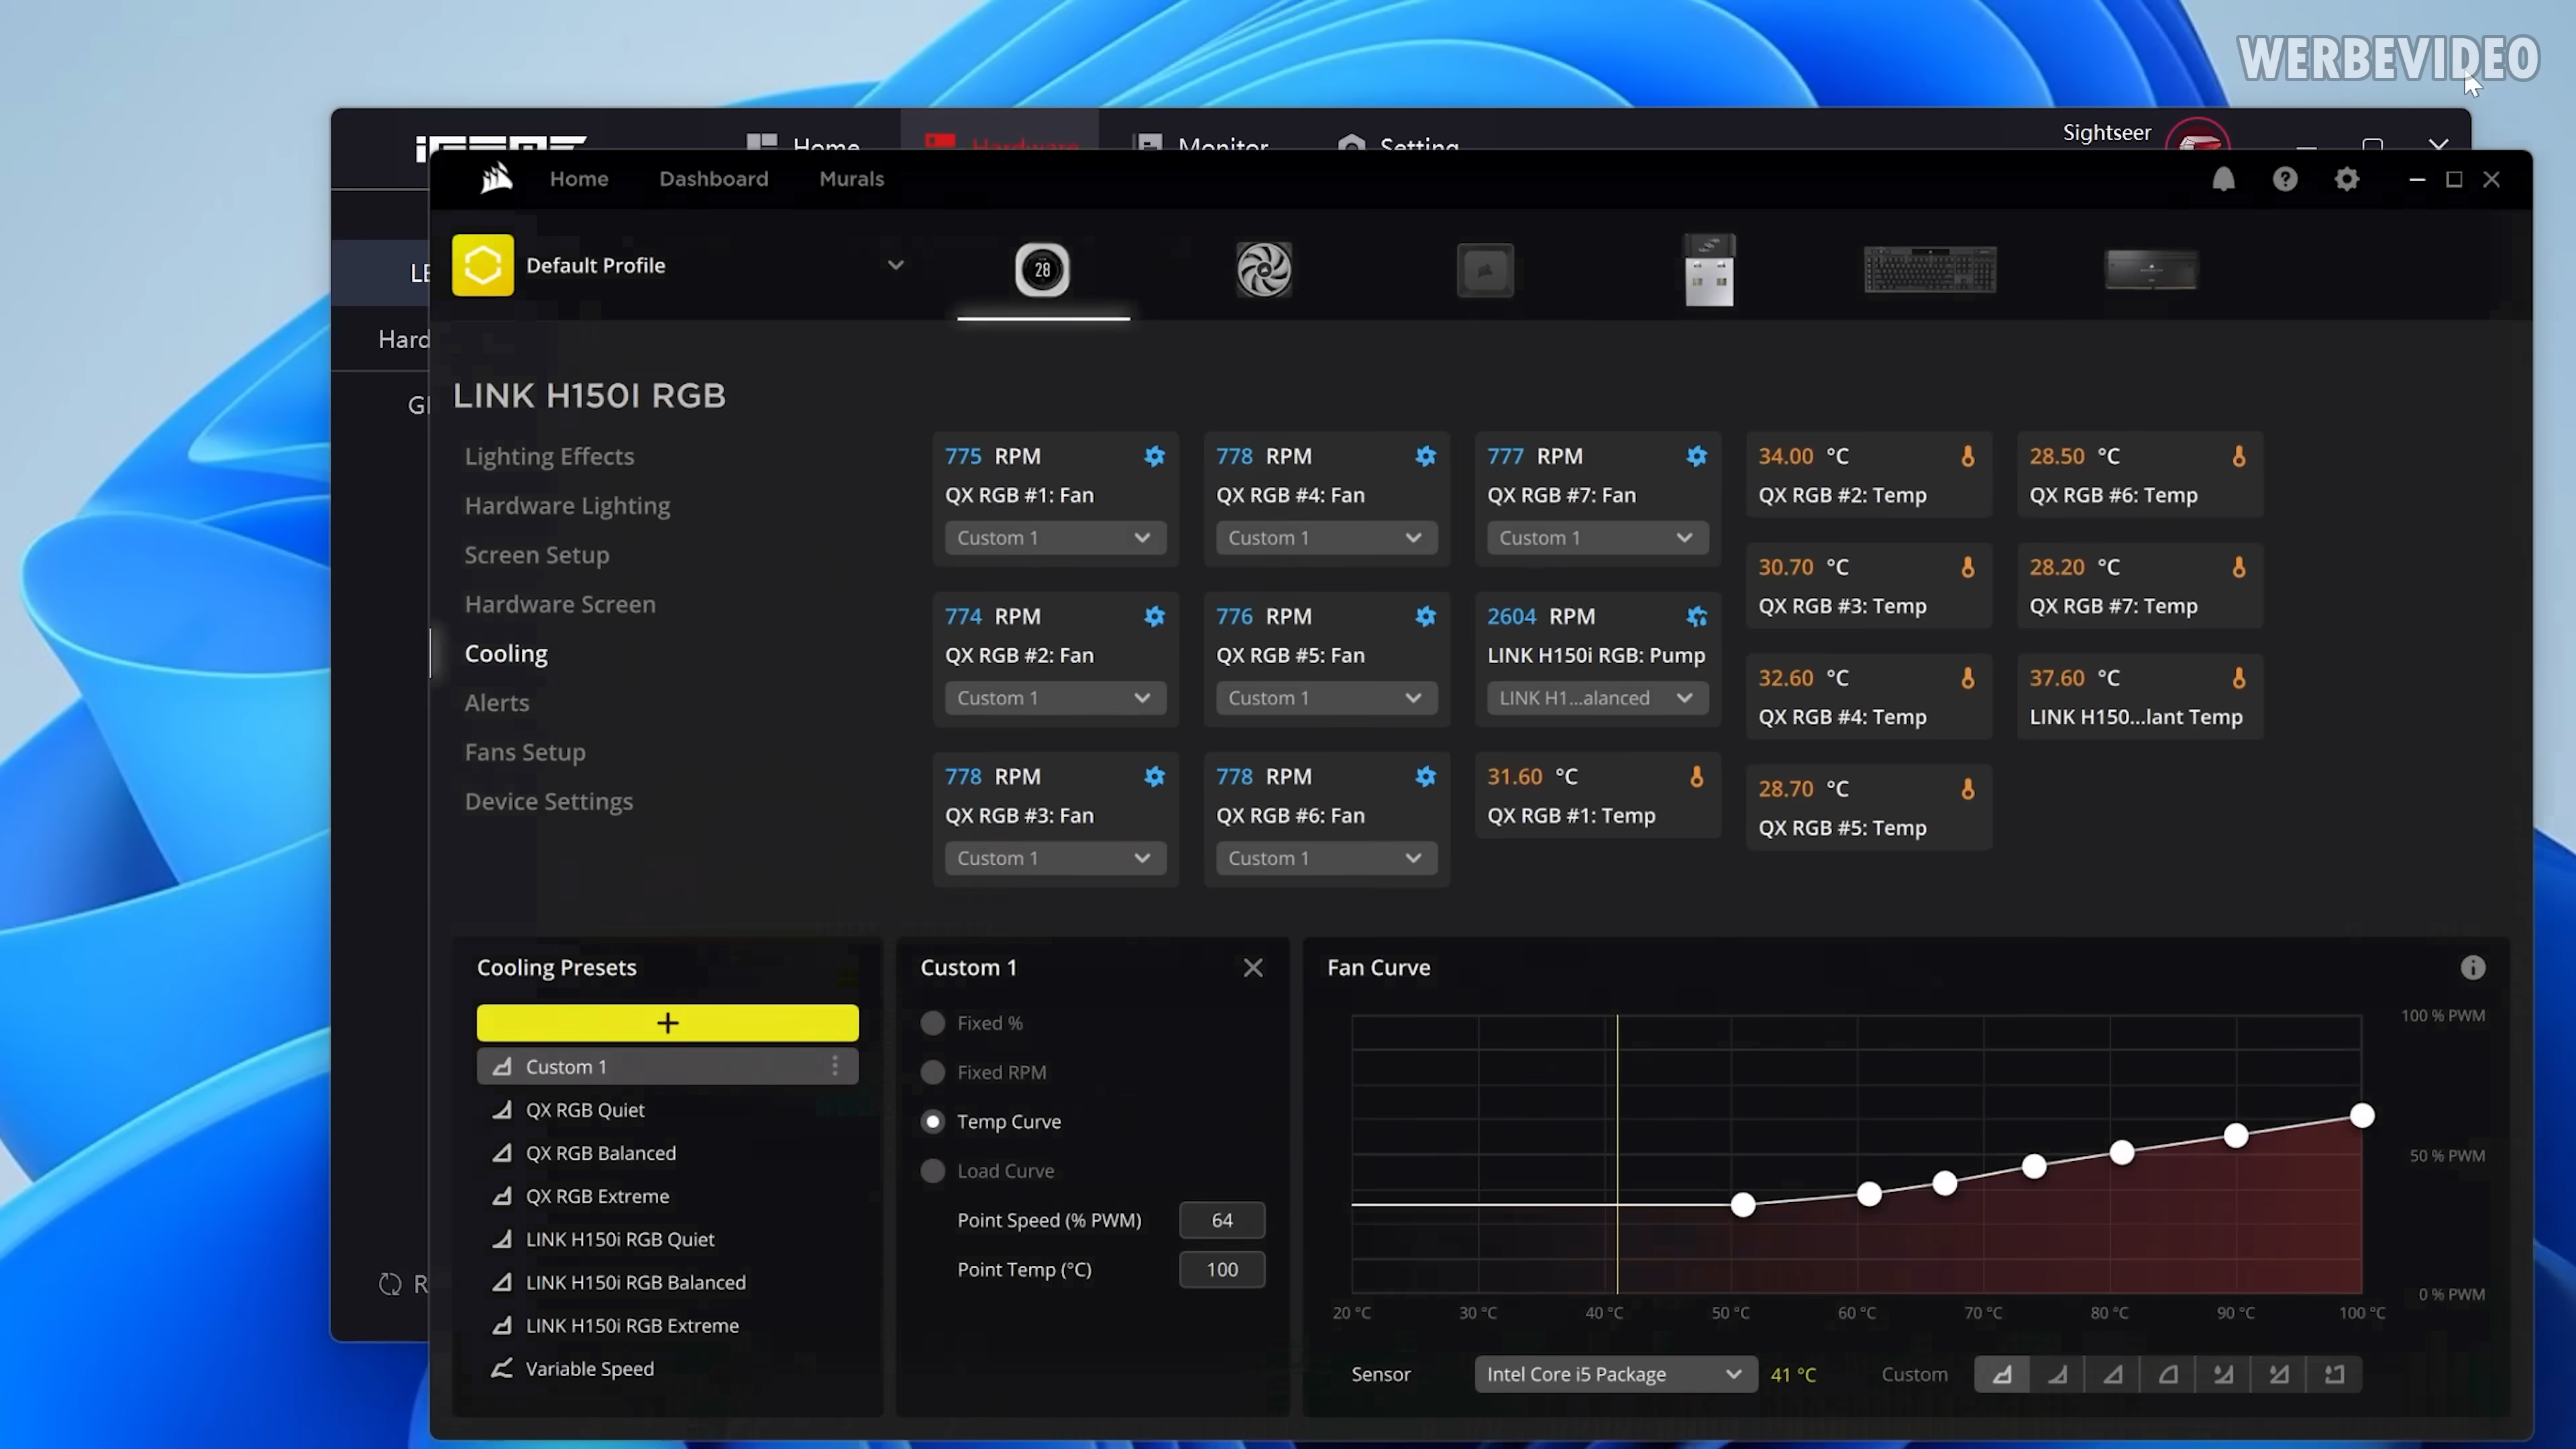 WERBEVIDEO
Sightseer
Home
Hardware
Monitor
Setting
Home
Dashboard
Murals
Default Profile
28
LINK H150I RGB
Lighting Effects
Hardware Lighting
Screen Setup
Hardware Screen
Cooling
Alerts
Fans Setup
Device Settings
775 RPM
QX RGB #1: Fan
Custom 1
774 RPM
QX RGB #2: Fan
Custom 1
778 RPM
QX RGB #3: Fan
Custom 1
778 RPM
QX RGB #4: Fan
Custom 1
776 RPM
QX RGB #5: Fan
Custom 1
778 RPM
QX RGB #6: Fan
Custom 1
777 RPM
QX RGB #7: Fan
Custom 1
2604 RPM
LINK H150i RGB: Pump
LINK H1...alanced
31.60 °C
QX RGB #1: Temp
34.00 °C
QX RGB #2: Temp
30.70 °C
QX RGB #3: Temp
32.60 °C
QX RGB #4: Temp
28.70 °C
QX RGB #5: Temp
28.50 °C
QX RGB #6: Temp
28.20 °C
QX RGB #7: Temp
37.60 °C
LINK H150...lant Temp
Cooling Presets
+
Custom 1
QX RGB Quiet
QX RGB Balanced
QX RGB Extreme
LINK H150i RGB Quiet
LINK H150i RGB Balanced
LINK H150i RGB Extreme
Variable Speed
Custom 1
Fixed %
Fixed RPM
Temp Curve
Load Curve
Point Speed (% PWM) 64
Point Temp (°C) 100
Fan Curve
100 % PWM
50 % PWM
0 % PWM
20 °C 30 °C 40 °C 50 °C 60 °C 70 °C 80 °C 90 °C 100 °C
Sensor Intel Core i5 Package 41 °C Custom